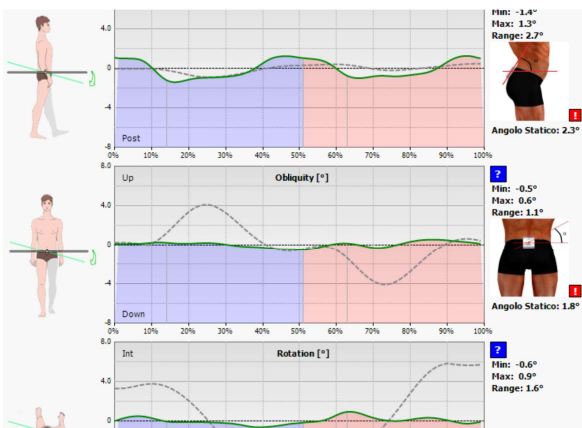 Min: -1.4°
4.0
Max: 1.3°
Range: 2.7°
0
-4
Post
-8
Angolo Statico: 2.3°
0% 10% 20% 30% 40% 50% 60% 70% 80% 90% 100%
8.0
Up
Obliquity [°]
?
Min: -0.5°
Max: 0.6°
Range: 1.1°
4.0
0
-4
Down
-8
Angolo Statico: 1.8°
0% 10% 20% 30% 40% 50% 60% 70% 80% 90% 100%
8.0
Int
Rotation [°]
?
Min: -0.6°
Max: 0.9°
Range: 1.6°
4.0
0